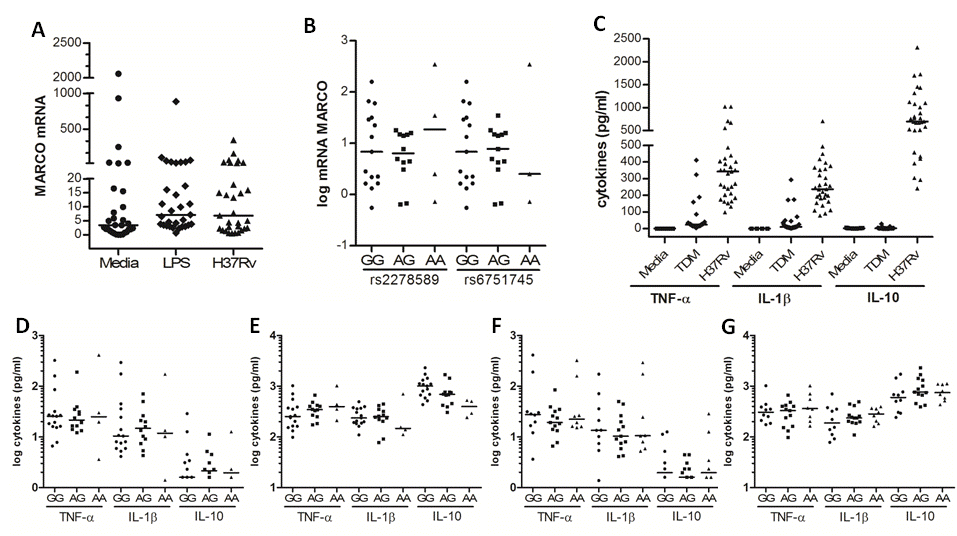 A
MARCO mRNA
2500
2000
1000
500
20
15
10
5
0
Media LPS H37Rv
B
log mRNA MARCO
3
2
1
0
-1
GG AG AA GG AG AA
rs2278589 rs6751745
C
cytokines (pg/ml)
2500
2000
1500
1000
500
500
400
300
200
100
0
Media TDM H37Rv Media TDM H37Rv Media TDM H37Rv
TNF-α IL-1β IL-10
D
log cytokines (pg/ml)
3
2
1
0
GG AG AA GG AG AA GG AG AA
TNF-α IL-1β IL-10
E
log cytokines (pg/ml)
4
3
2
1
GG AG AA GG AG AA GG AG AA
TNF-α IL-1β IL-10
F
log cytokines (pg/ml)
3
2
1
0
GG AG AA GG AG AA GG AG AA
TNF-α IL-1β IL-10
G
log cytokines (pg/ml)
4
3
2
1
GG AG AA GG AG AA GG AG AA
TNF-α IL-1β IL-10